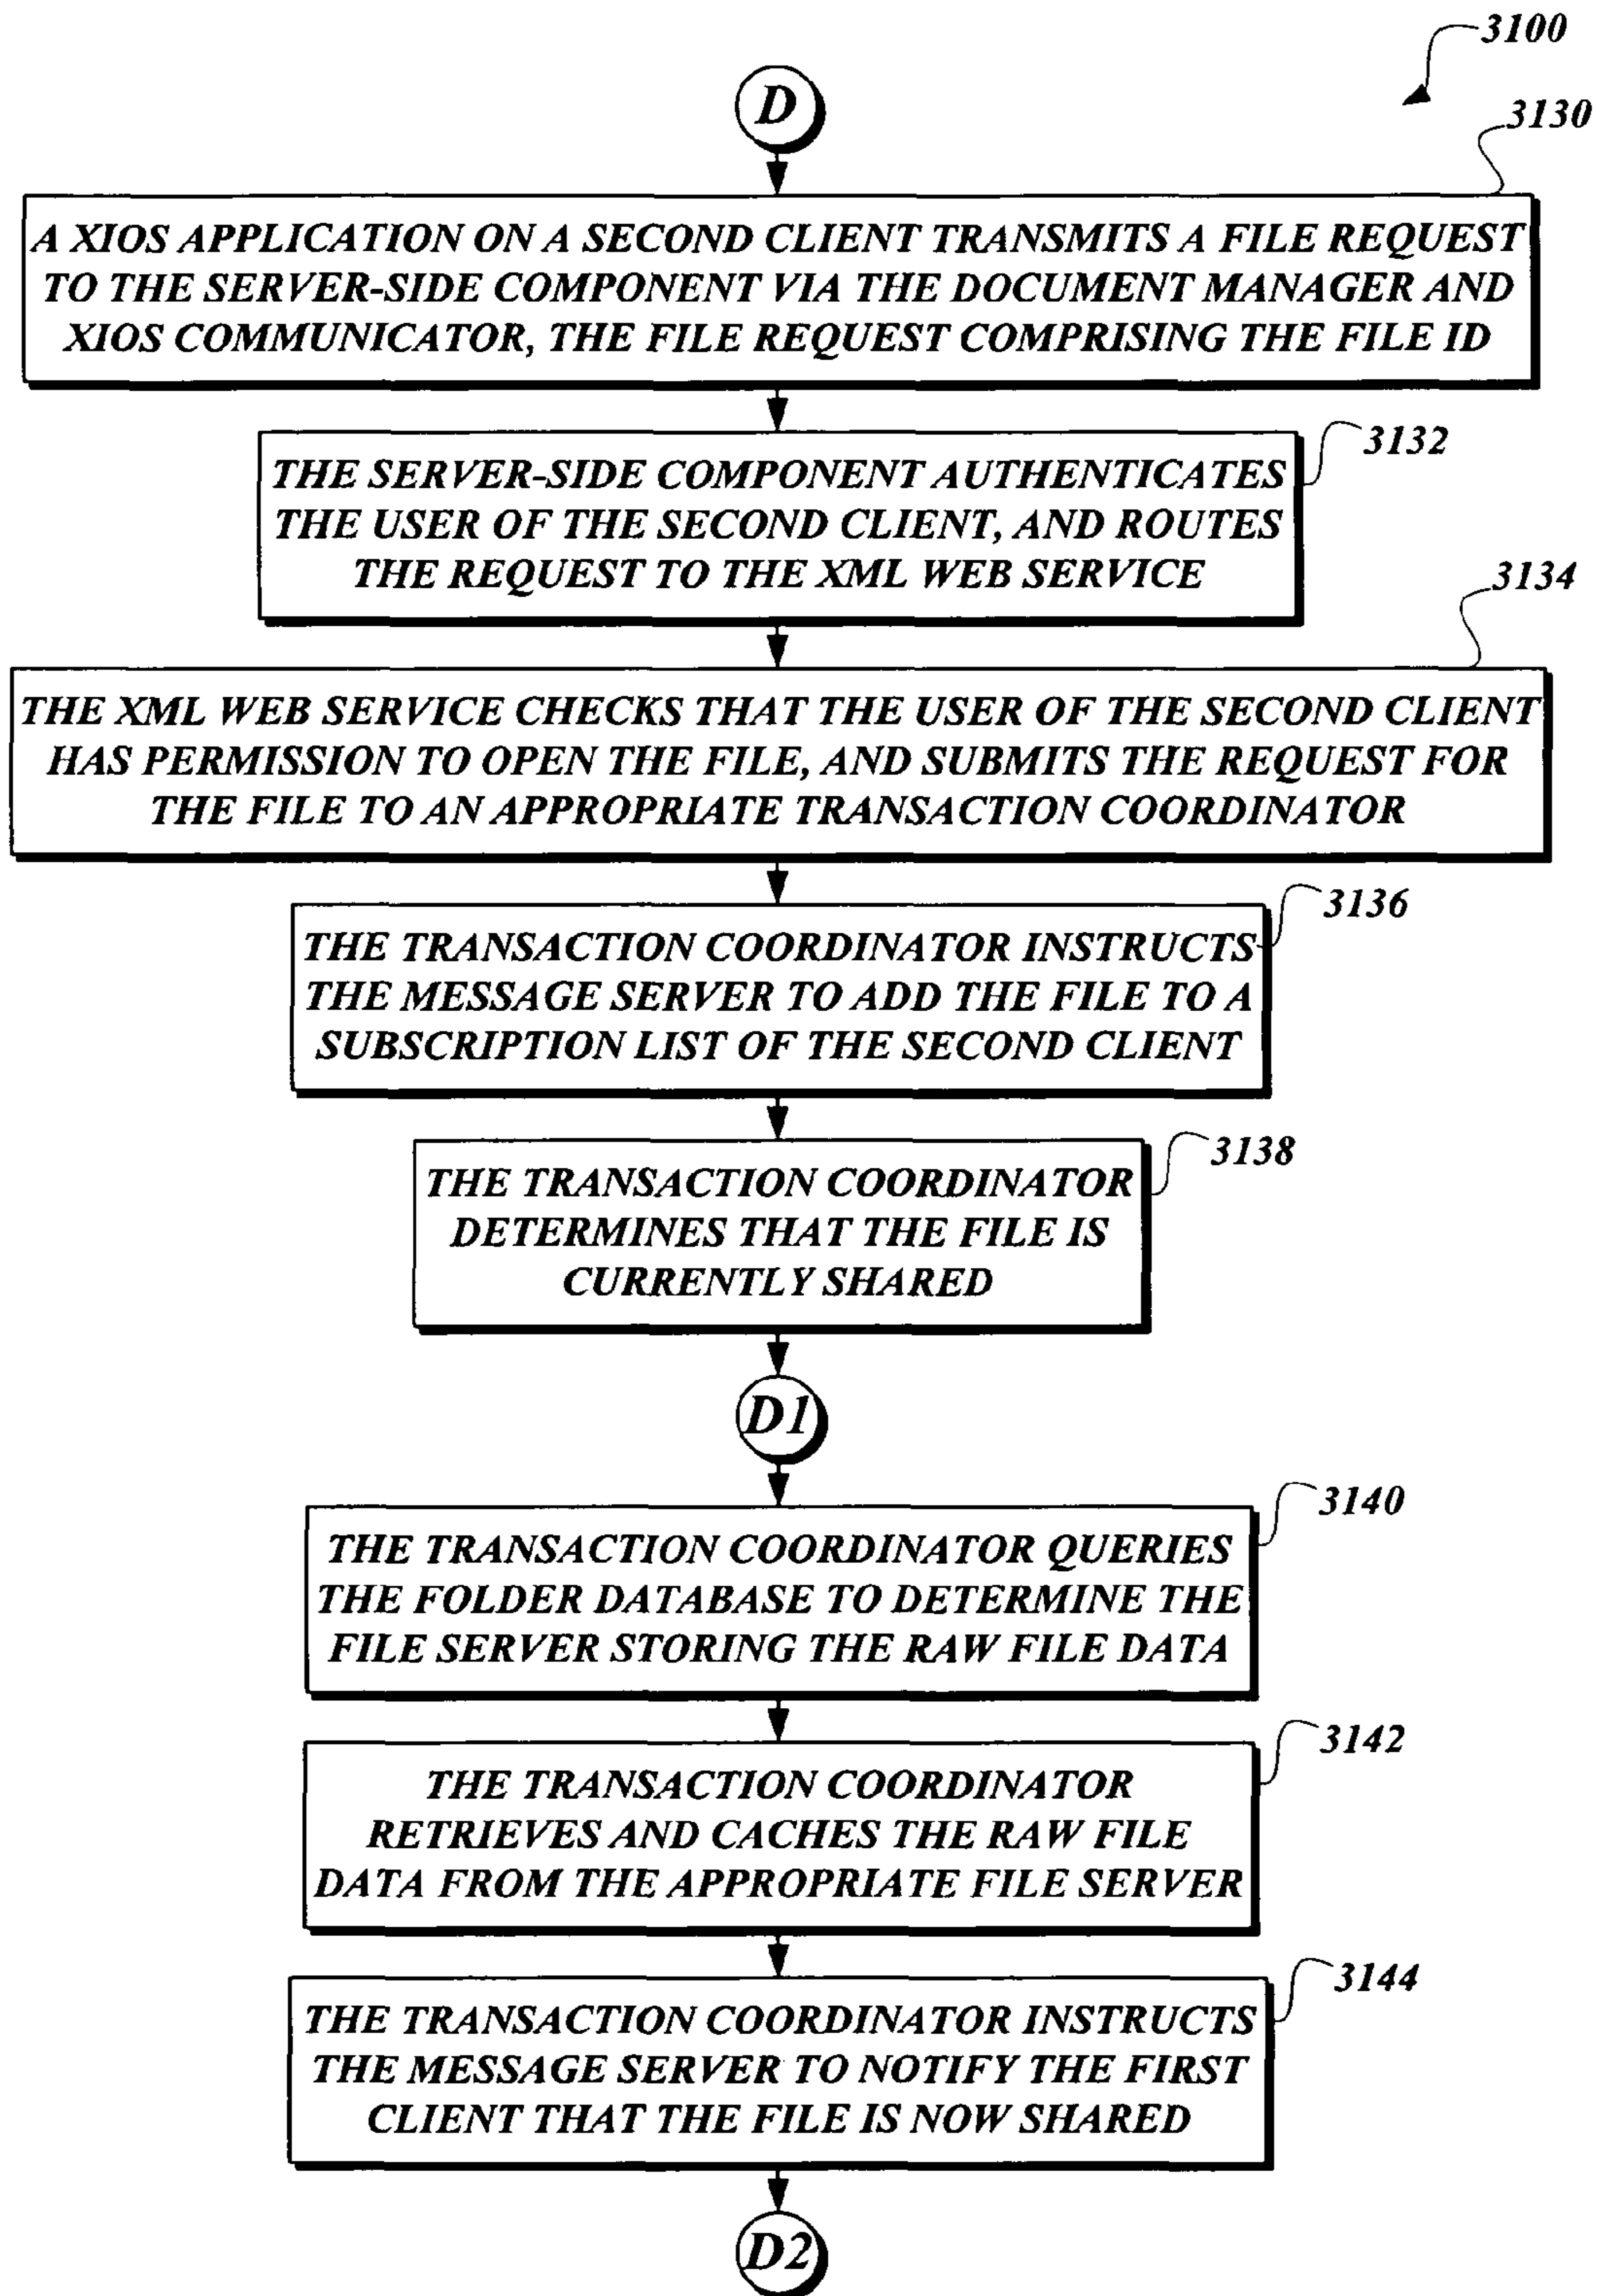 3100
D
3130
A XIOS APPLICATION ON A SECOND CLIENT TRANSMITS A FILE REQUEST
TO THE SERVER-SIDE COMPONENT VIA THE DOCUMENT MANAGER AND
XIOS COMMUNICATOR, THE FILE REQUEST COMPRISING THE FILE ID
3132
THE SERVER-SIDE COMPONENT AUTHENTICATES
THE USER OF THE SECOND CLIENT, AND ROUTES
THE REQUEST TO THE XML WEB SERVICE
3134
THE XML WEB SERVICE CHECKS THAT THE USER OF THE SECOND CLIENT
HAS PERMISSION TO OPEN THE FILE, AND SUBMITS THE REQUEST FOR
THE FILE TO AN APPROPRIATE TRANSACTION COORDINATOR
3136
THE TRANSACTION COORDINATOR INSTRUCTS
THE MESSAGE SERVER TO ADD THE FILE TO A
SUBSCRIPTION LIST OF THE SECOND CLIENT
3138
THE TRANSACTION COORDINATOR
DETERMINES THAT THE FILE IS
CURRENTLY SHARED
D1
3140
THE TRANSACTION COORDINATOR QUERIES
THE FOLDER DATABASE TO DETERMINE THE
FILE SERVER STORING THE RAW FILE DATA
3142
THE TRANSACTION COORDINATOR
RETRIEVES AND CACHES THE RAW FILE
DATA FROM THE APPROPRIATE FILE SERVER
3144
THE TRANSACTION COORDINATOR INSTRUCTS
THE MESSAGE SERVER TO NOTIFY THE FIRST
CLIENT THAT THE FILE IS NOW SHARED
D2